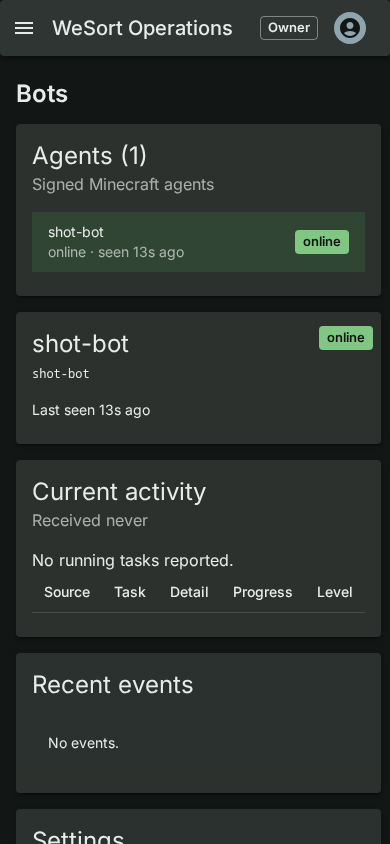 WeSort Operations
Owner
Bots
Agents (1)
Signed Minecraft agents
shot-bot
online · seen 13s ago
online
shot-bot
online
shot-bot
Last seen 13s ago
Current activity
Received never
No running tasks reported.
Source Task Detail Progress Level
Recent events
No events.
Settings